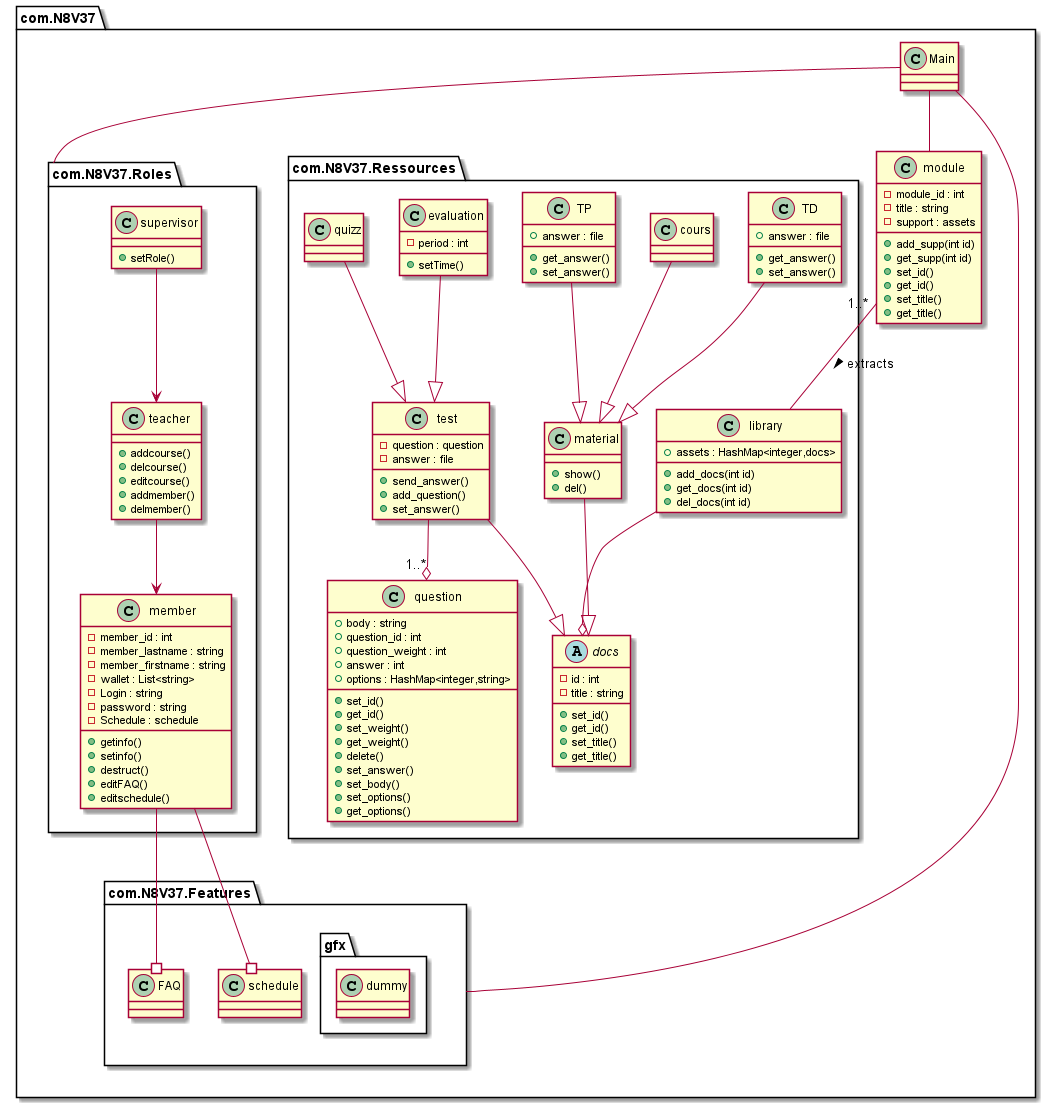 com.N8V37
C Main
com.N8V37.Roles
C supervisor
setRole()
C teacher
addcourse()
delcourse()
editcourse()
addmember()
delmember()
C member
member_id : int
member_lastname : string
member_firstname : string
wallet : List<string>
Login : string
password : string
Schedule : schedule
getinfo()
setinfo()
destruct()
editFAQ()
editschedule()
com.N8V37.Ressources
C quizz
C evaluation
period : int
setTime()
C TP
answer : file
get_answer()
set_answer()
C cours
C TD
answer : file
get_answer()
set_answer()
C module
module_id : int
title : string
support : assets
add_supp(int id)
get_supp(int id)
set_id()
get_id()
set_title()
get_title()
1..*
extracts
C test
question : question
answer : file
send_answer()
add_question()
set_answer()
C material
show()
del()
C library
assets : HashMap<integer,docs>
add_docs(int id)
get_docs(int id)
del_docs(int id)
1..*
C question
body : string
question_id : int
question_weight : int
answer : int
options : HashMap<integer,string>
set_id()
get_id()
set_weight()
get_weight()
delete()
set_answer()
set_body()
set_options()
get_options()
A docs
id : int
title : string
set_id()
get_id()
set_title()
get_title()
com.N8V37.Features
C FAQ
C schedule
gfx
C dummy